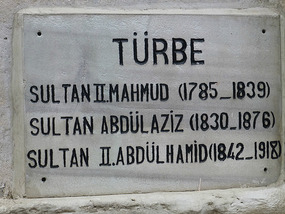 TÜRBE
SULTAN II.MAHMUD (1785_1839)
SULTAN ABDÜLAZİZ (1830_1876)
SULTAN II.ABDÜLHAMİD(1842_1918)